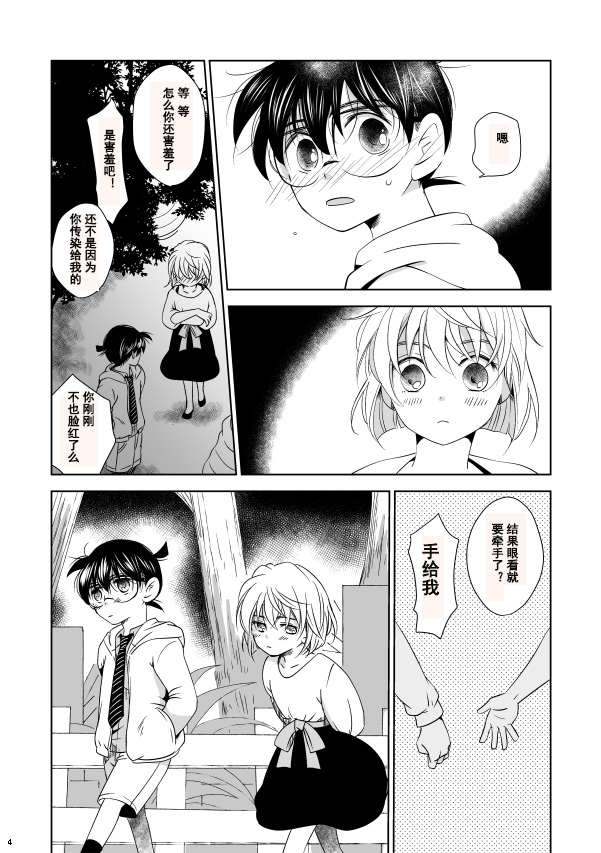 嗯
等等
怎么你还害羞了
是害羞吧！
还不是因为
你传染给我的
你刚刚
不也脸红了么
结果眼看就
要牵手了？
手给我
4